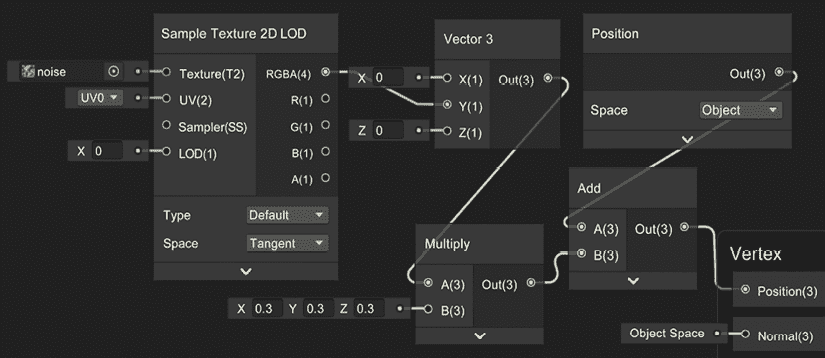 Sample Texture 2D LOD
noise
Texture(T2)
RGBA(4)
UV0
UV(2)
R(1)
Sampler(SS)
G(1)
X 0
LOD(1)
B(1)
A(1)
Type
Default
Space
Tangent
Vector 3
X 0
X(1)
Out(3)
Y(1)
Z 0
Z(1)
Position
Out(3)
Space
Object
Multiply
A(3)
Out(3)
X 0.3 Y 0.3 Z 0.3
B(3)
Add
A(3)
Out(3)
B(3)
Vertex
Position(3)
Object Space
Normal(3)